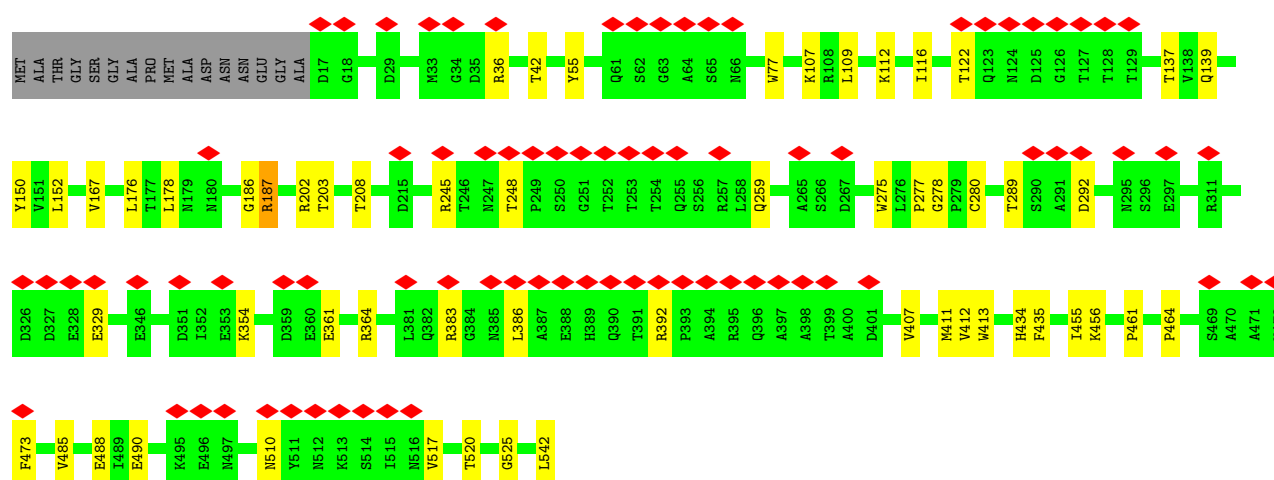 MET ALA THR GLY SER GLY ALA PRO MET ALA ASP ASN ASN GLU GLY ALA D17 G18 D29 M33 G34 D35 R36 T42 Y55 Q61 S62 G63 A64 S65 N66 W77 K107 R108 L109 K112 I116 T122 Q123 N124 D125 G126 T127 T128 T129 T137 V138 Q139
Y150 V151 L152 V167 L176 T177 L178 N179 N180 G186 R187 R202 T203 T208 D215 R245 T246 N247 T248 P249 S250 G251 T252 T253 T254 Q255 S256 R257 L258 Q259 A265 S266 D267 W275 L276 P277 G278 P279 C280 T289 S290 A291 D292 N295 S296 E297 R311
D326 D327 E328 E329 E346 D351 I352 E353 K354 D359 E360 E361 R364 L381 Q382 R383 G384 N385 L386 A387 E388 H389 Q390 T391 R392 P393 A394 R395 Q396 A397 A398 T399 A400 D401 V407 M411 V412 W413 H434 F435 I455 K456 P461 P464 S469 A470 A471
F473 V485 E488 I489 E490 K495 E496 N497 N510 Y511 N512 K513 S514 I515 N516 V517 T520 G525 L542